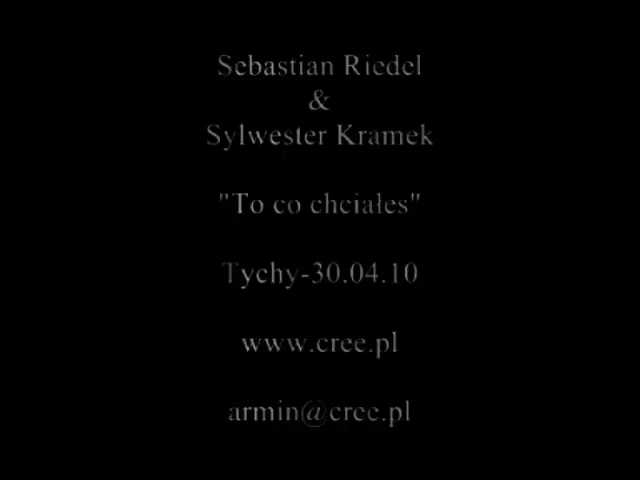 Sebastian Riedel
&
Sylwester Kramek
"To co chciałes"
Tychy-30.04.10
www.cree.pl
armin@cree.pl